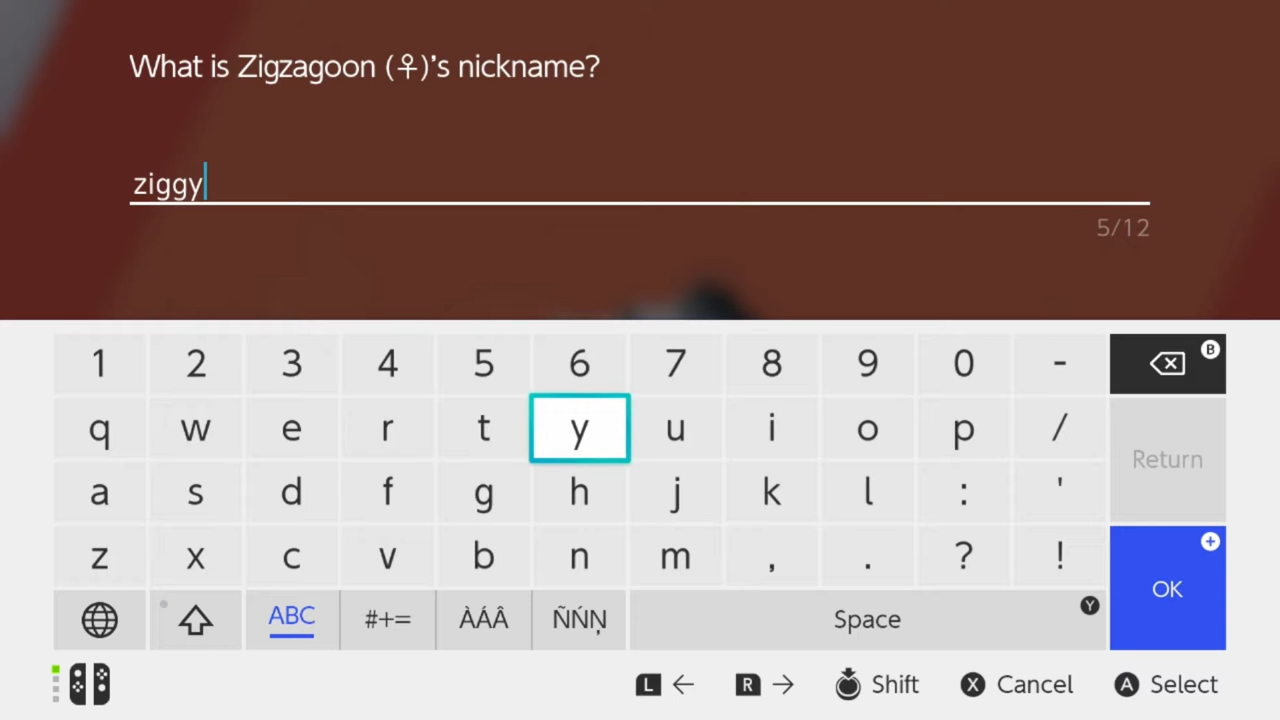 What is Zigzagoon (♀)'s nickname?
ziggy
5/12
1 2 3 4 5 6 7 8 9 0 - B
q w e r t y u i o p /
Return
a s d f g h j k l : '
z x c v b n m , . ? !
+
OK
ABC #+= ÀÁÂ ÑŃŅ Space Y
L ← R → Shift X Cancel A Select